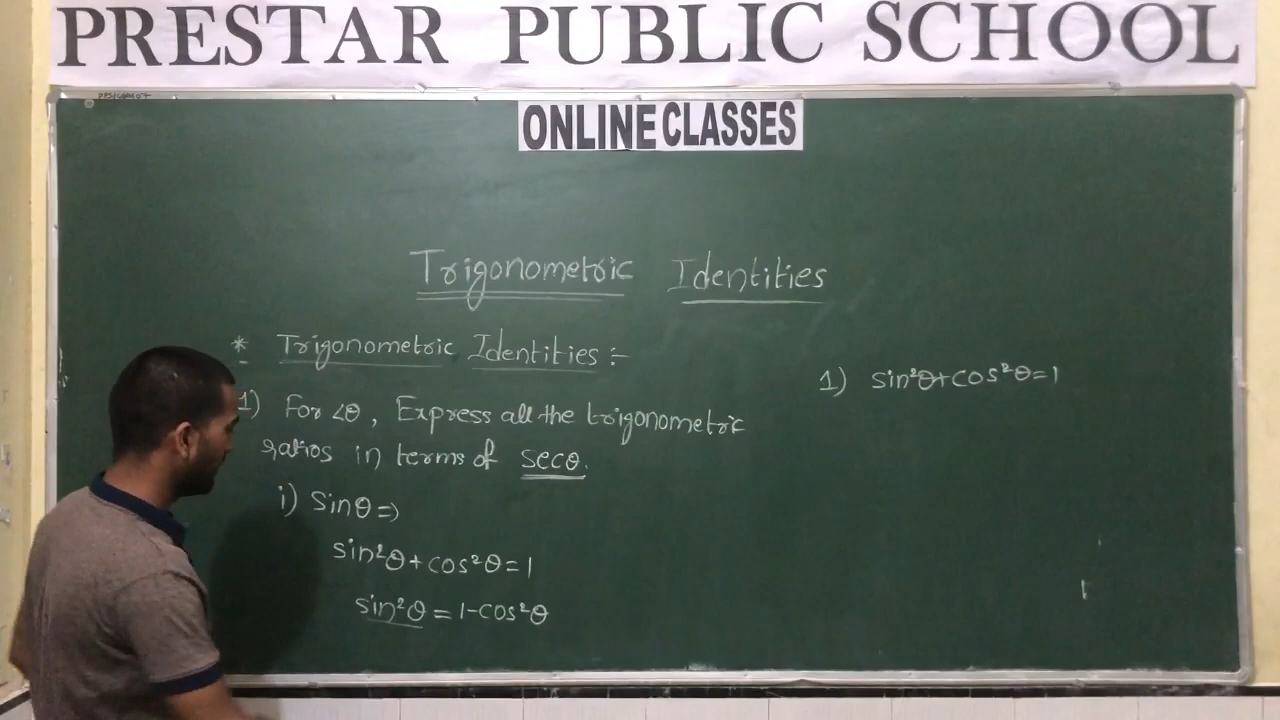 PRESTAR PUBLIC SCHOOL
ONLINE CLASSES
Trigonometric Identities
* Trigonometric Identities :-
1) For ∠θ, Express all the trigonometric
ratios in terms of secθ.
i) Sinθ =>
sin²θ + cos²θ = 1
sin²θ = 1-cos²θ
1) sin²θ+cos²θ=1